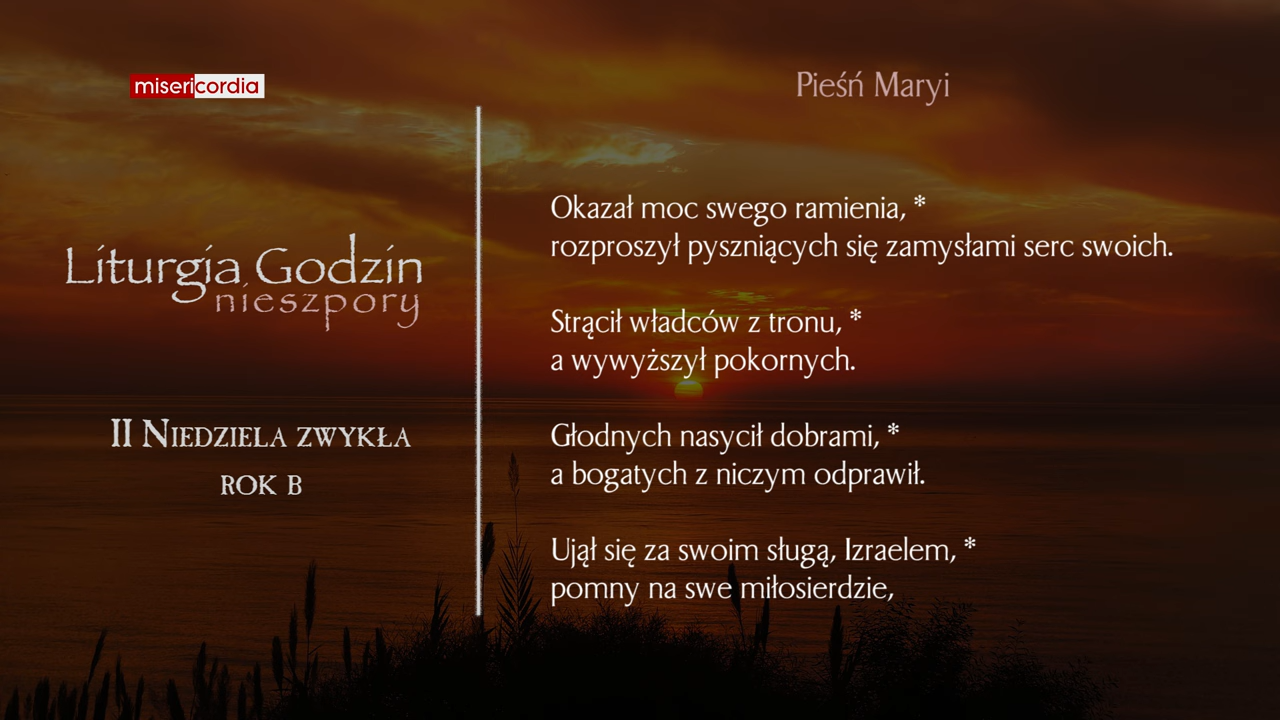 misericordia
Liturgia Godzin
nieszpory
II Niedziela zwykła
rok B
Pieśń Maryi
Okazał moc swego ramienia, *
rozproszył pyszniących się zamysłami serc swoich.
Strącił władców z tronu, *
a wywyższył pokornych.
Głodnych nasycił dobrami, *
a bogatych z niczym odprawił.
Ujął się za swoim sługą, Izraelem, *
pomny na swe miłosierdzie,